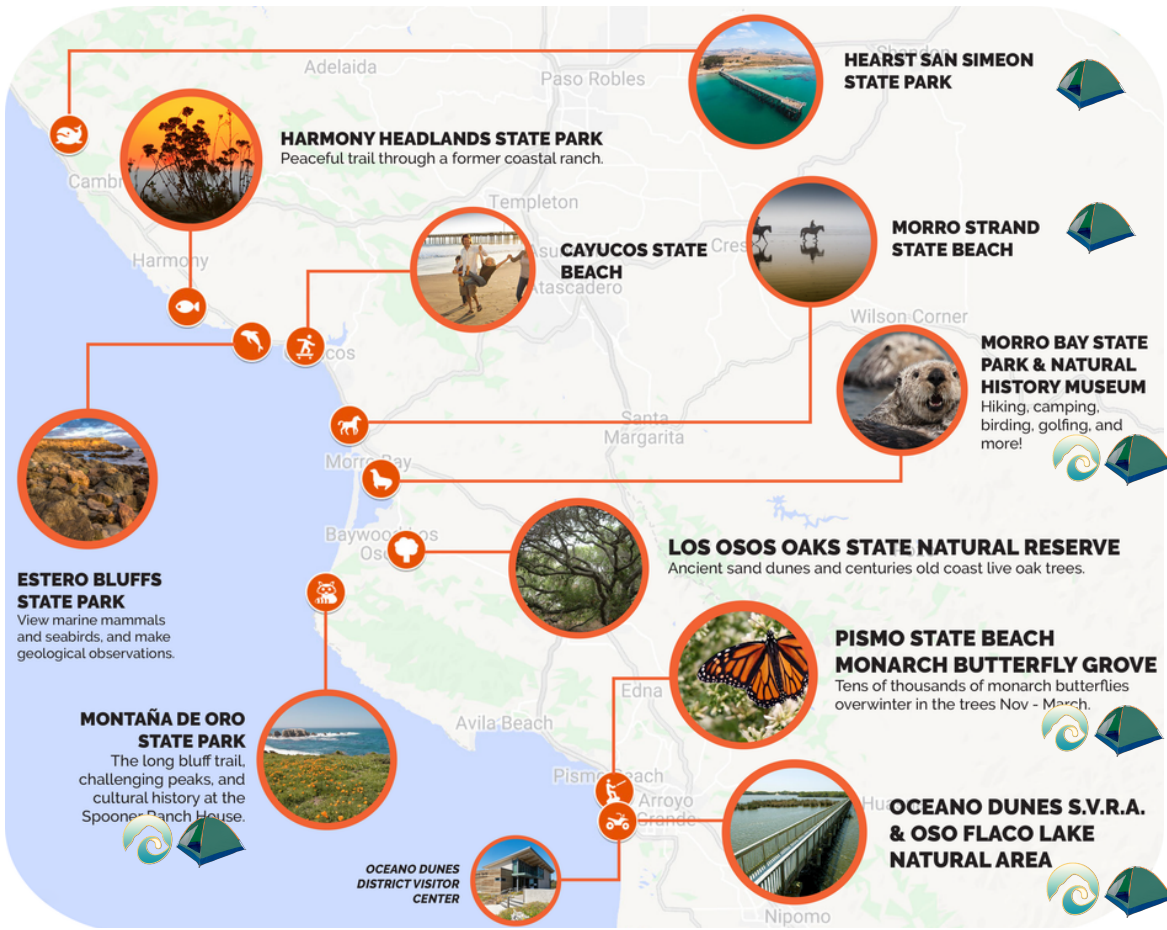 Adelaida
Paso Robles
Shandon
HEARST SAN SIMEON
STATE PARK
HARMONY HEADLANDS STATE PARK
Peaceful trail through a former coastal ranch.
Templeton
Harmony
CAYUCOS STATE
BEACH
Atascadero
MORRO STRAND
STATE BEACH
Wilson Corner
MORRO BAY STATE
PARK & NATURAL
HISTORY MUSEUM
Hiking, camping,
birding, golfing, and
more!
Santa
Margarita
Morro Bay
LOS OSOS OAKS STATE NATURAL RESERVE
Ancient sand dunes and centuries old coast live oak trees.
ESTERO BLUFFS
STATE PARK
View marine mammals
and seabirds, and make
geological observations.
PISMO STATE BEACH
MONARCH BUTTERFLY GROVE
Tens of thousands of monarch butterflies
overwinter in the trees Nov - March.
Edna
Avila Beach
MONTAÑA DE ORO
STATE PARK
The long bluff trail,
challenging peaks, and
cultural history at the
Spooner Ranch House.
Pismo Beach
Arroyo
Grande
OCEANO DUNES S.V.R.A.
& OSO FLACO LAKE
NATURAL AREA
OCEANO DUNES
DISTRICT VISITOR
CENTER
Nipomo